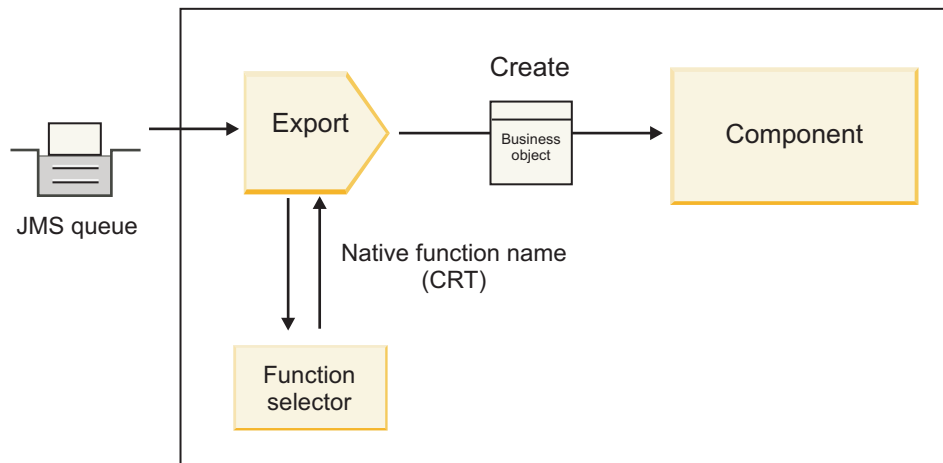 Create
Export
Business
object
Component
JMS queue
Native function name
(CRT)
Function
selector